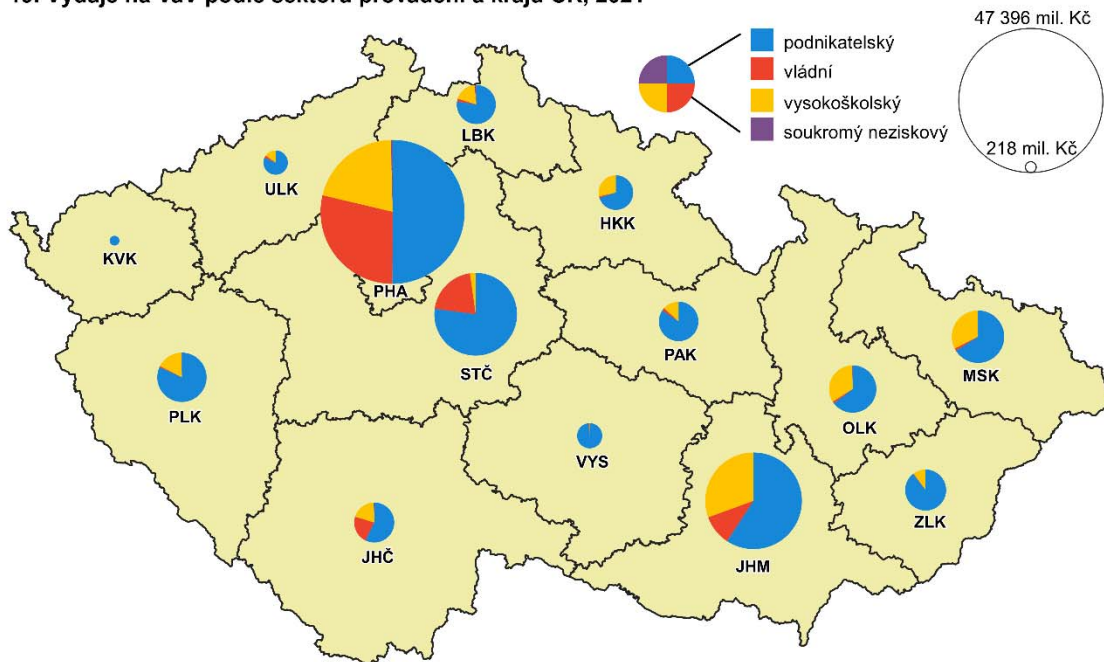 47 396 mil. Kč
podnikatelský
vládní
vysokoškolský
soukromý neziskový
218 mil. Kč
LBK
ULK
HKK
KVK
PHA
PAK
STČ
MSK
PLK
OLK
VYS
ZLK
JHČ
JHM